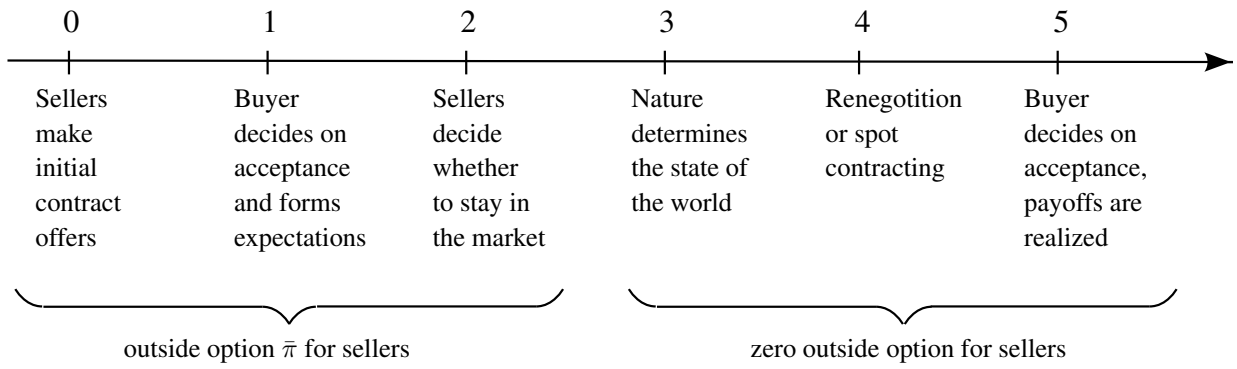 0 1 2 3 4 5
Sellers
make
initial
contract
offers
Buyer
decides on
acceptance
and forms
expectations
Sellers
decide
whether
to stay in
the market
Nature
determines
the state of
the world
Renegotition
or spot
contracting
Buyer
decides on
acceptance,
payoffs are
realized
outside option π̄ for sellers
zero outside option for sellers